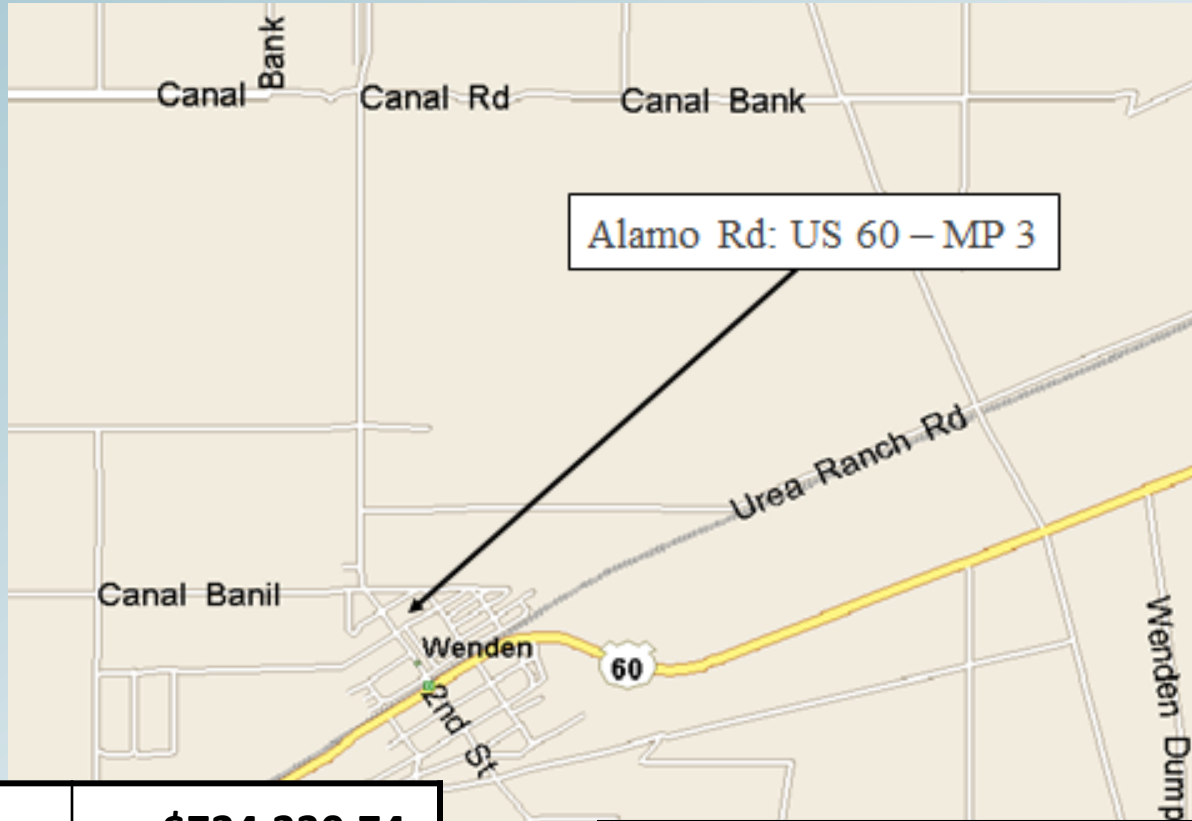 Canal Bank
Canal Rd
Canal Bank
Alamo Rd: US 60 – MP 3
Urea Ranch Rd
Canal Banil
Wenden
60
2nd St
Wenden Dump